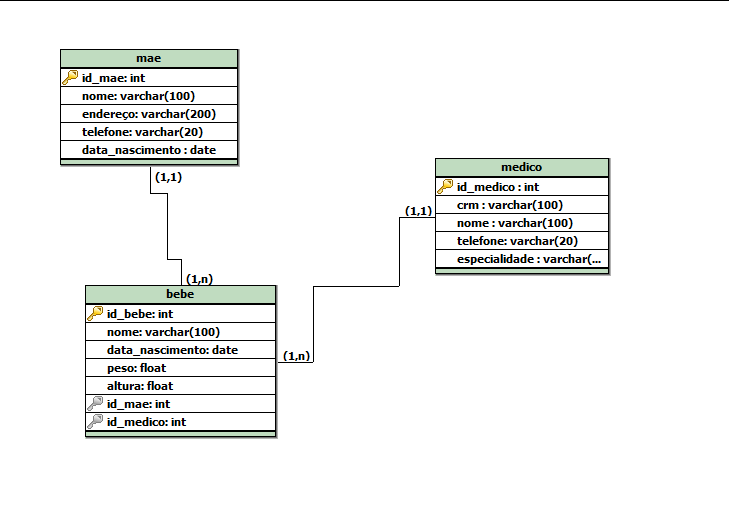 mae
id_mae: int
nome: varchar(100)
endereço: varchar(200)
telefone: varchar(20)
data_nascimento : date
(1,1)
(1,n)
bebe
id_bebe: int
nome: varchar(100)
data_nascimento: date
peso: float
altura: float
id_mae: int
id_medico: int
(1,n)
(1,1)
medico
id_medico : int
crm : varchar(100)
nome : varchar(100)
telefone: varchar(20)
especialidade : varchar(...